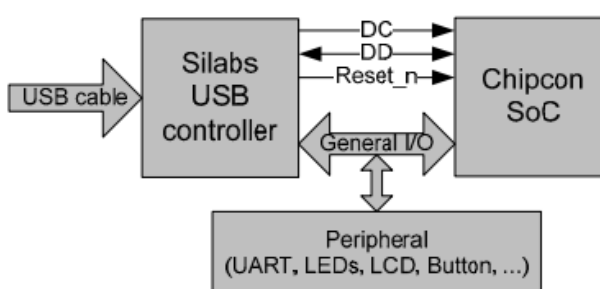 Silabs
USB
controller
USB cable
DC
DD
Reset_n
General I/O
Chipcon
SoC
Peripheral
(UART, LEDs, LCD, Button, ...)